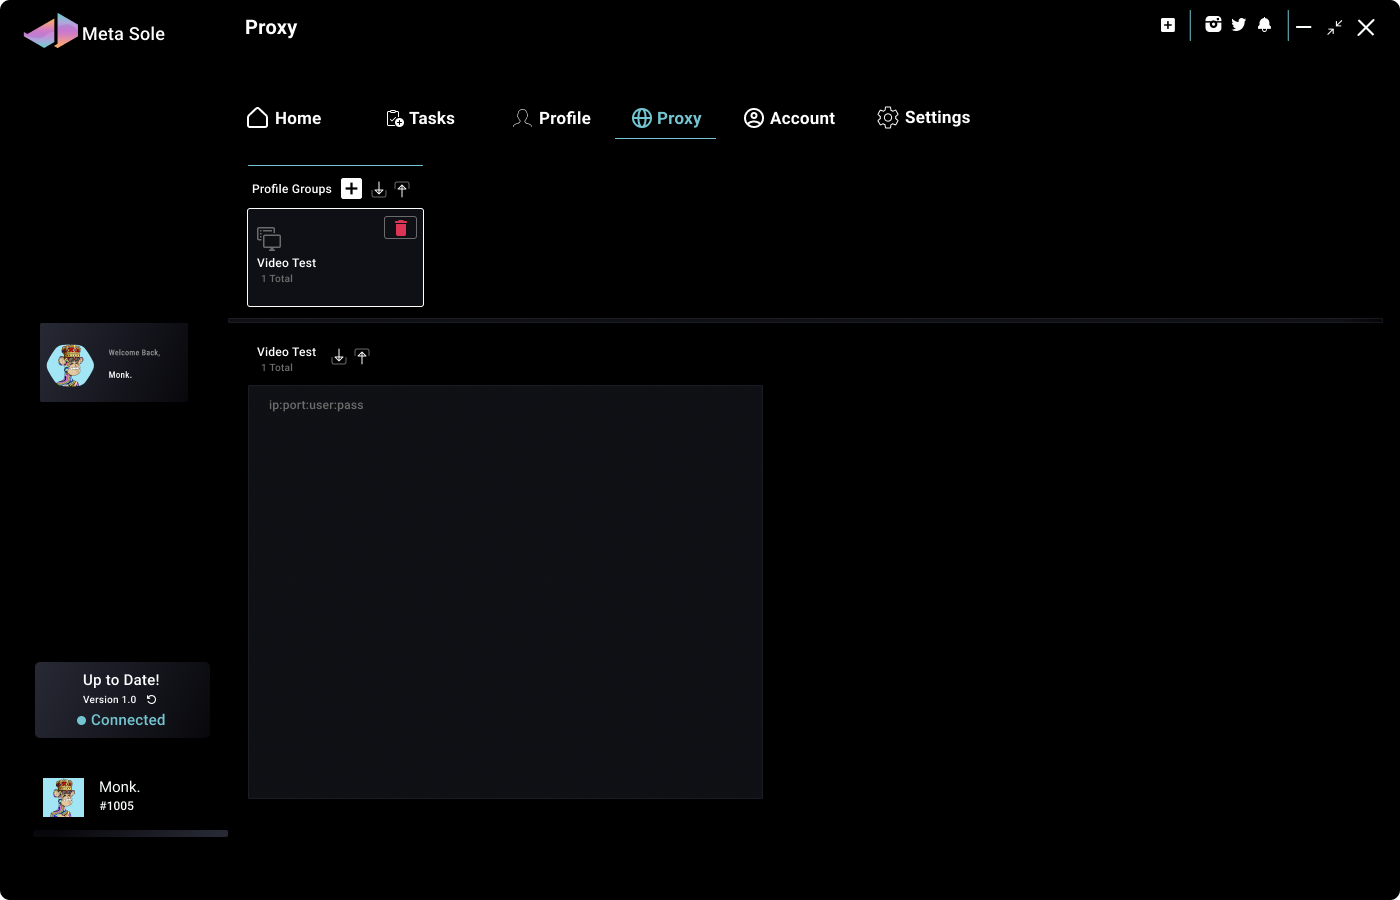 Meta Sole
Proxy
Home
Tasks
Profile
Proxy
Account
Settings
Profile Groups
Video Test
1 Total
Welcome Back,
Monk.
Video Test
1 Total
ip:port:user:pass
Up to Date!
Version 1.0
Connected
Monk.
#1005